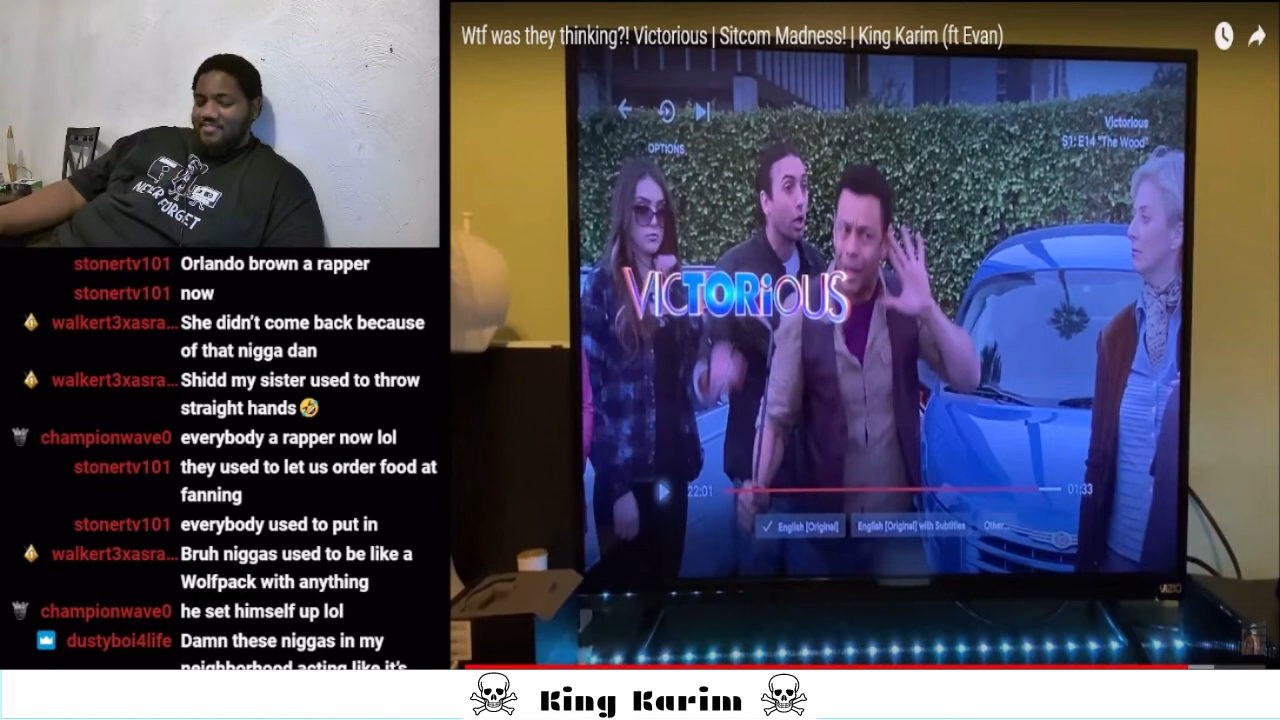 Wtf was they thinking?! Victorious | Sitcom Madness! | King Karim (ft Evan)
Victorious
S1: E14 "The Wood"
OPTIONS
VICTORiOUS
22:01
01:33
English [Original]
English [Original] with Subtitles
Other...
VIZIO
NEVER FORGET
stonertv101 Orlando brown a rapper
stonertv101 now
walkert3xasra... She didn’t come back because
of that nigga dan
walkert3xasra... Shidd my sister used to throw
straight hands🤣
championwave0 everybody a rapper now lol
stonertv101 they used to let us order food at
fanning
stonertv101 everybody used to put in
walkert3xasra... Bruh niggas used to be like a
Wolfpack with anything
championwave0 he set himself up lol
dustyboi4life Damn these niggas in my
neighborhood acting like it’s
King Karim